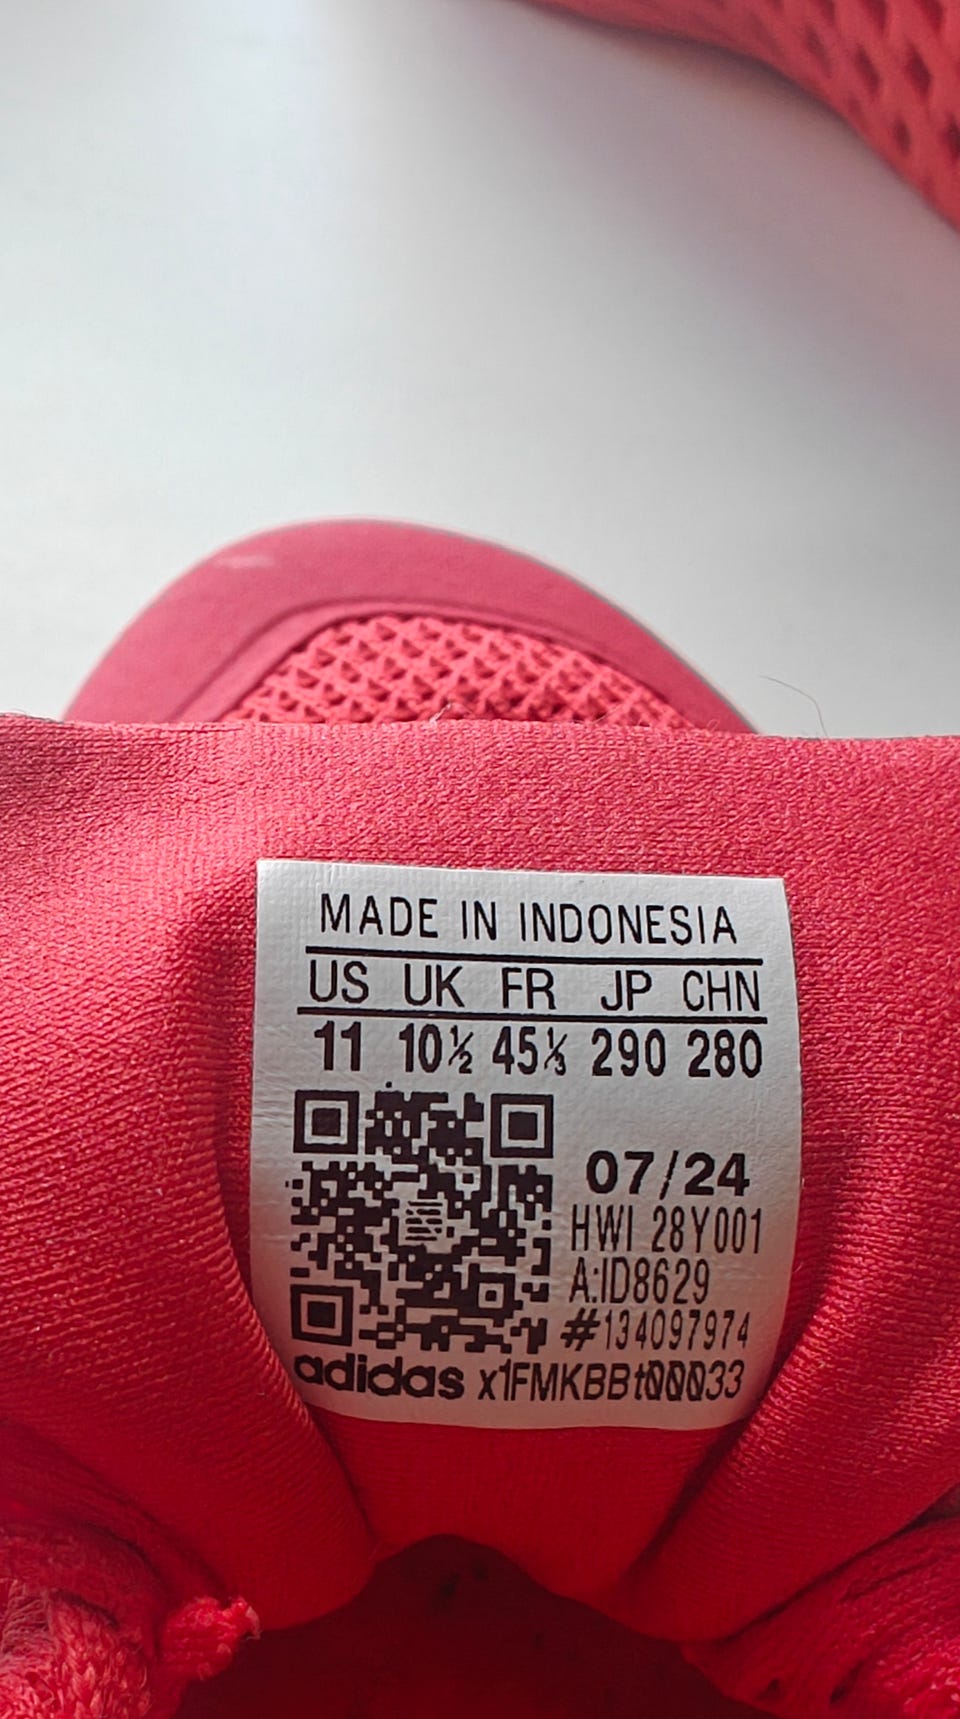 MADE IN INDONESIA
US UK FR JP CHN
11 10½ 45⅓ 290 280
07/24
HWI 28Y001
A:ID8629
#134097974
adidas x1FMKBBt00033